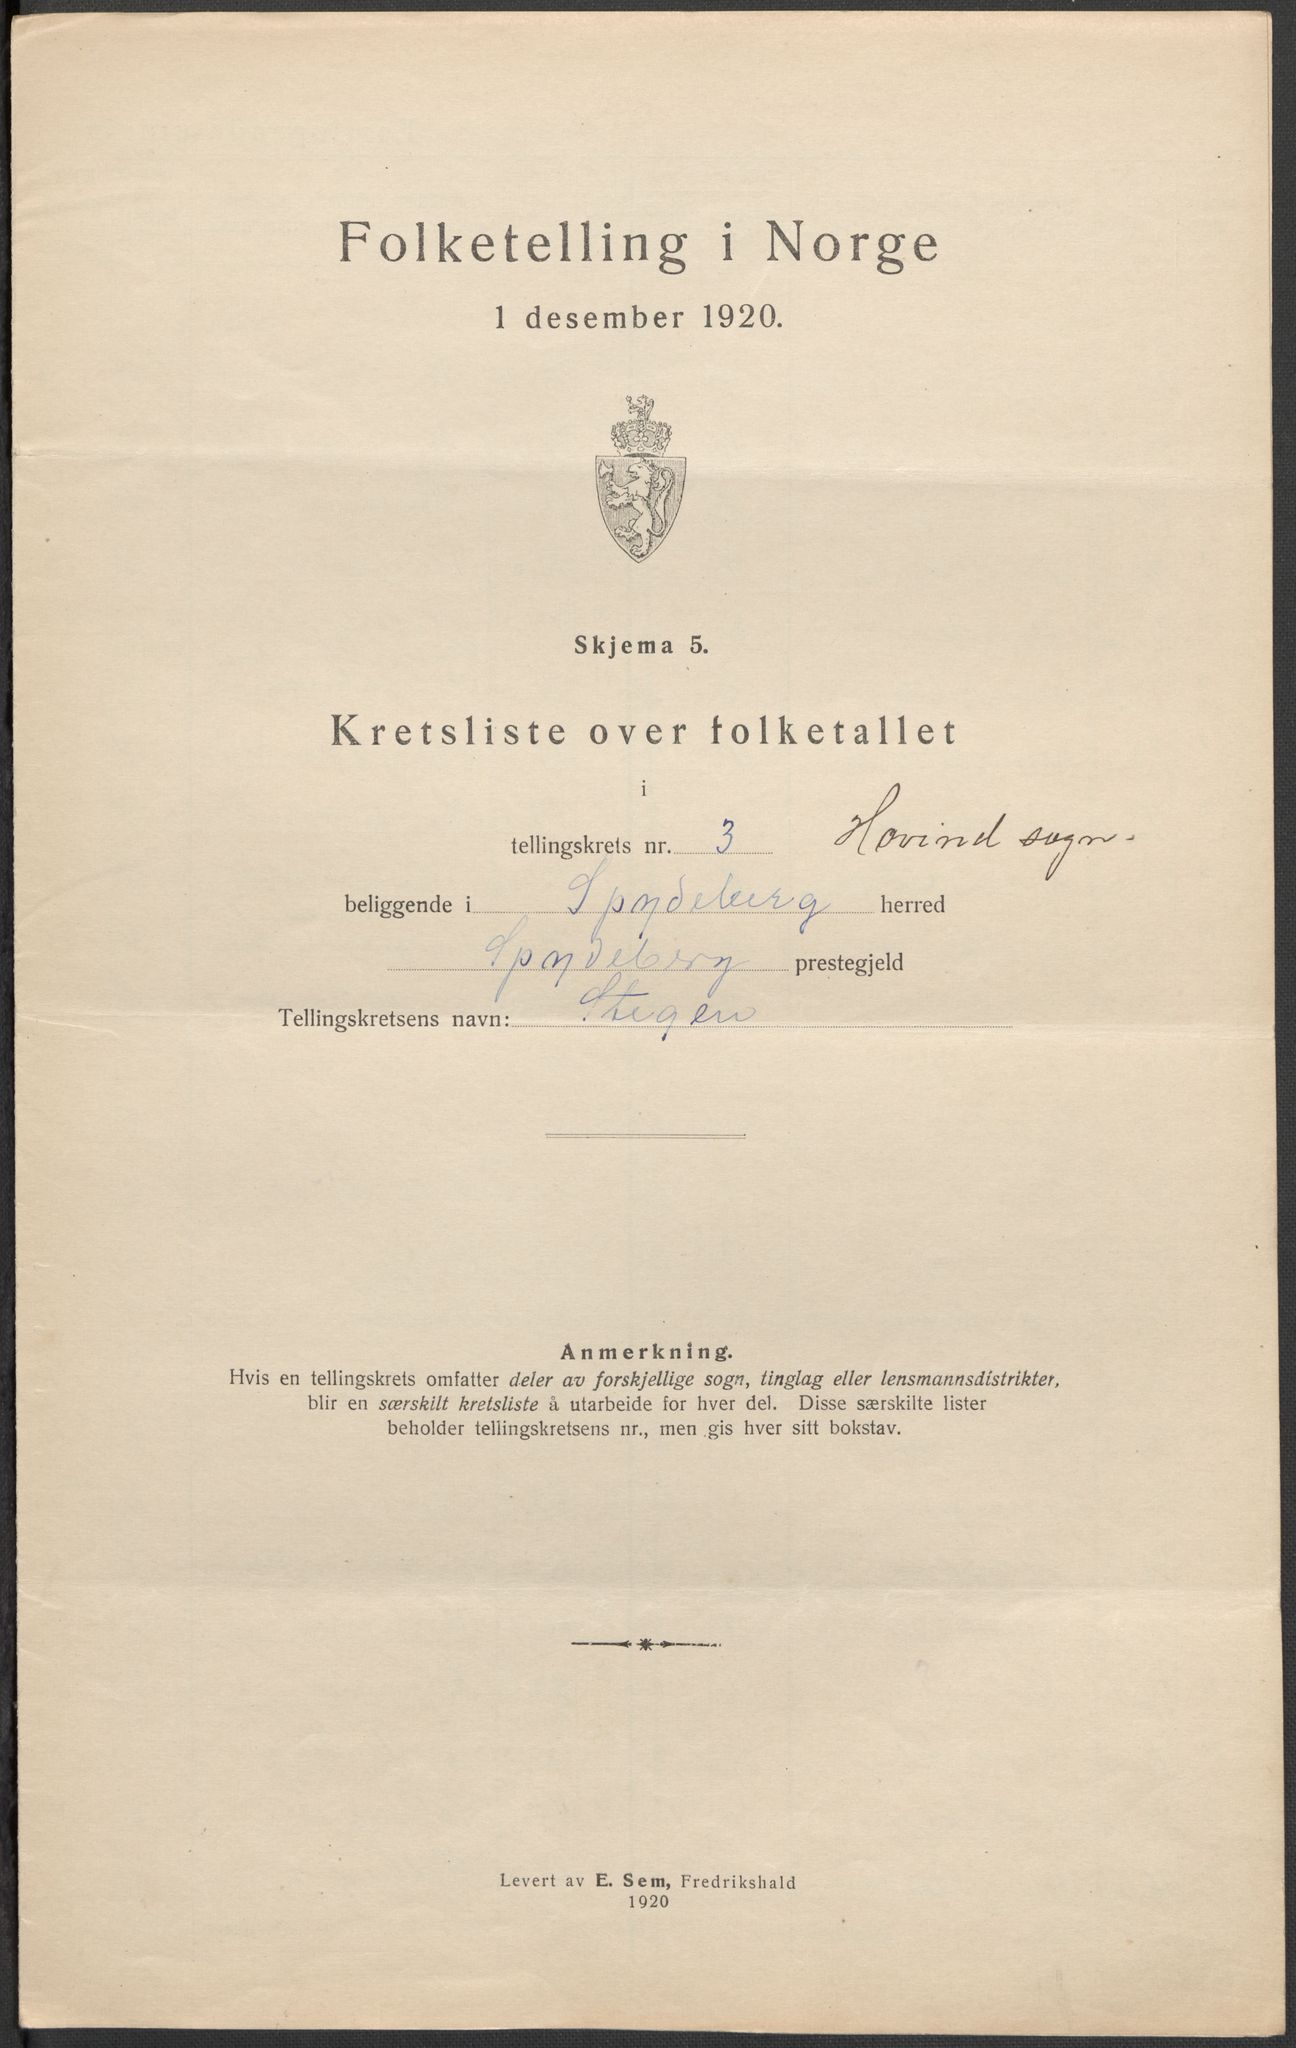 Folketelling i Norge
1 desember 1920.
Skjema 5.
Kretsliste over folketallet
i
tellingskrets nr. 3 Hovind sogn.
beliggende i Spydeberg herred
Spydeberg prestegjeld
Tellingskretsens navn: Stegen
Anmerkning.
Hvis en tellingskrets omfatter deler av forskjellige sogn, tinglag eller lensmannsdistrikter,
blir en særskilt kretsliste å utarbeide for hver del. Disse særskilte lister
beholder tellingskretsens nr., men gis hver sitt bokstav.
Levert av E. Sem, Fredrikshald
1920